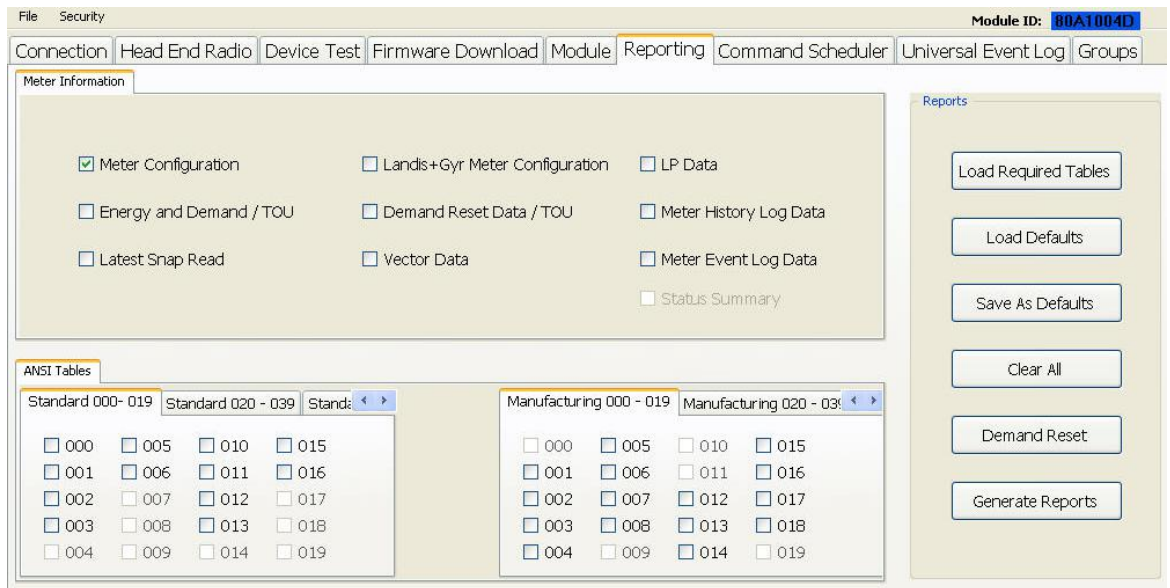 File Security Module ID: 80A1004D
Connection Head End Radio Device Test Firmware Download Module Reporting Command Scheduler Universal Event Log Groups
Meter Information
Reports
Meter Configuration Landis+Gyr Meter Configuration LP Data
Energy and Demand / TOU Demand Reset Data / TOU Meter History Log Data
Latest Snap Read Vector Data Meter Event Log Data
Status Summary
Load Required Tables
Load Defaults
Save As Defaults
Clear All
Demand Reset
Generate Reports
ANSI Tables
Standard 000- 019 Standard 020 - 039 Standa
000 005 010 015
001 006 011 016
002 007 012 017
003 008 013 018
004 009 014 019
Manufacturing 000 - 019 Manufacturing 020 - 039
000 005 010 015
001 006 011 016
002 007 012 017
003 008 013 018
004 009 014 019